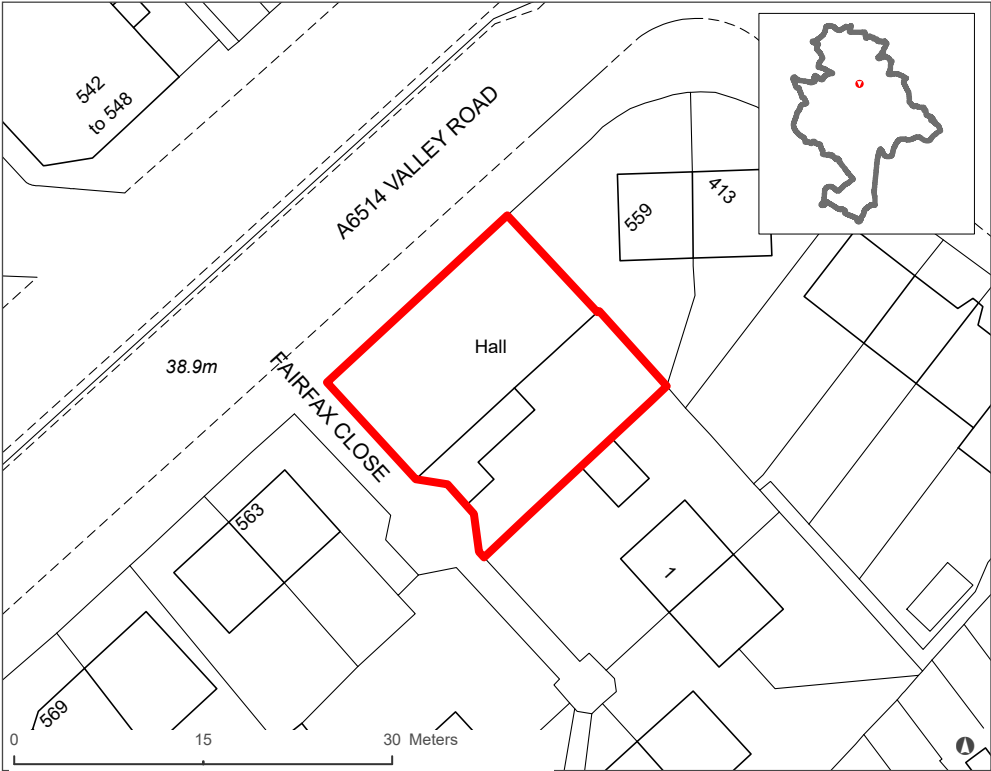 542
to 548
A6514 VALLEY ROAD
559
413
Hall
38.9m
FAIRFAX CLOSE
563
1
569
0 15 30 Meters